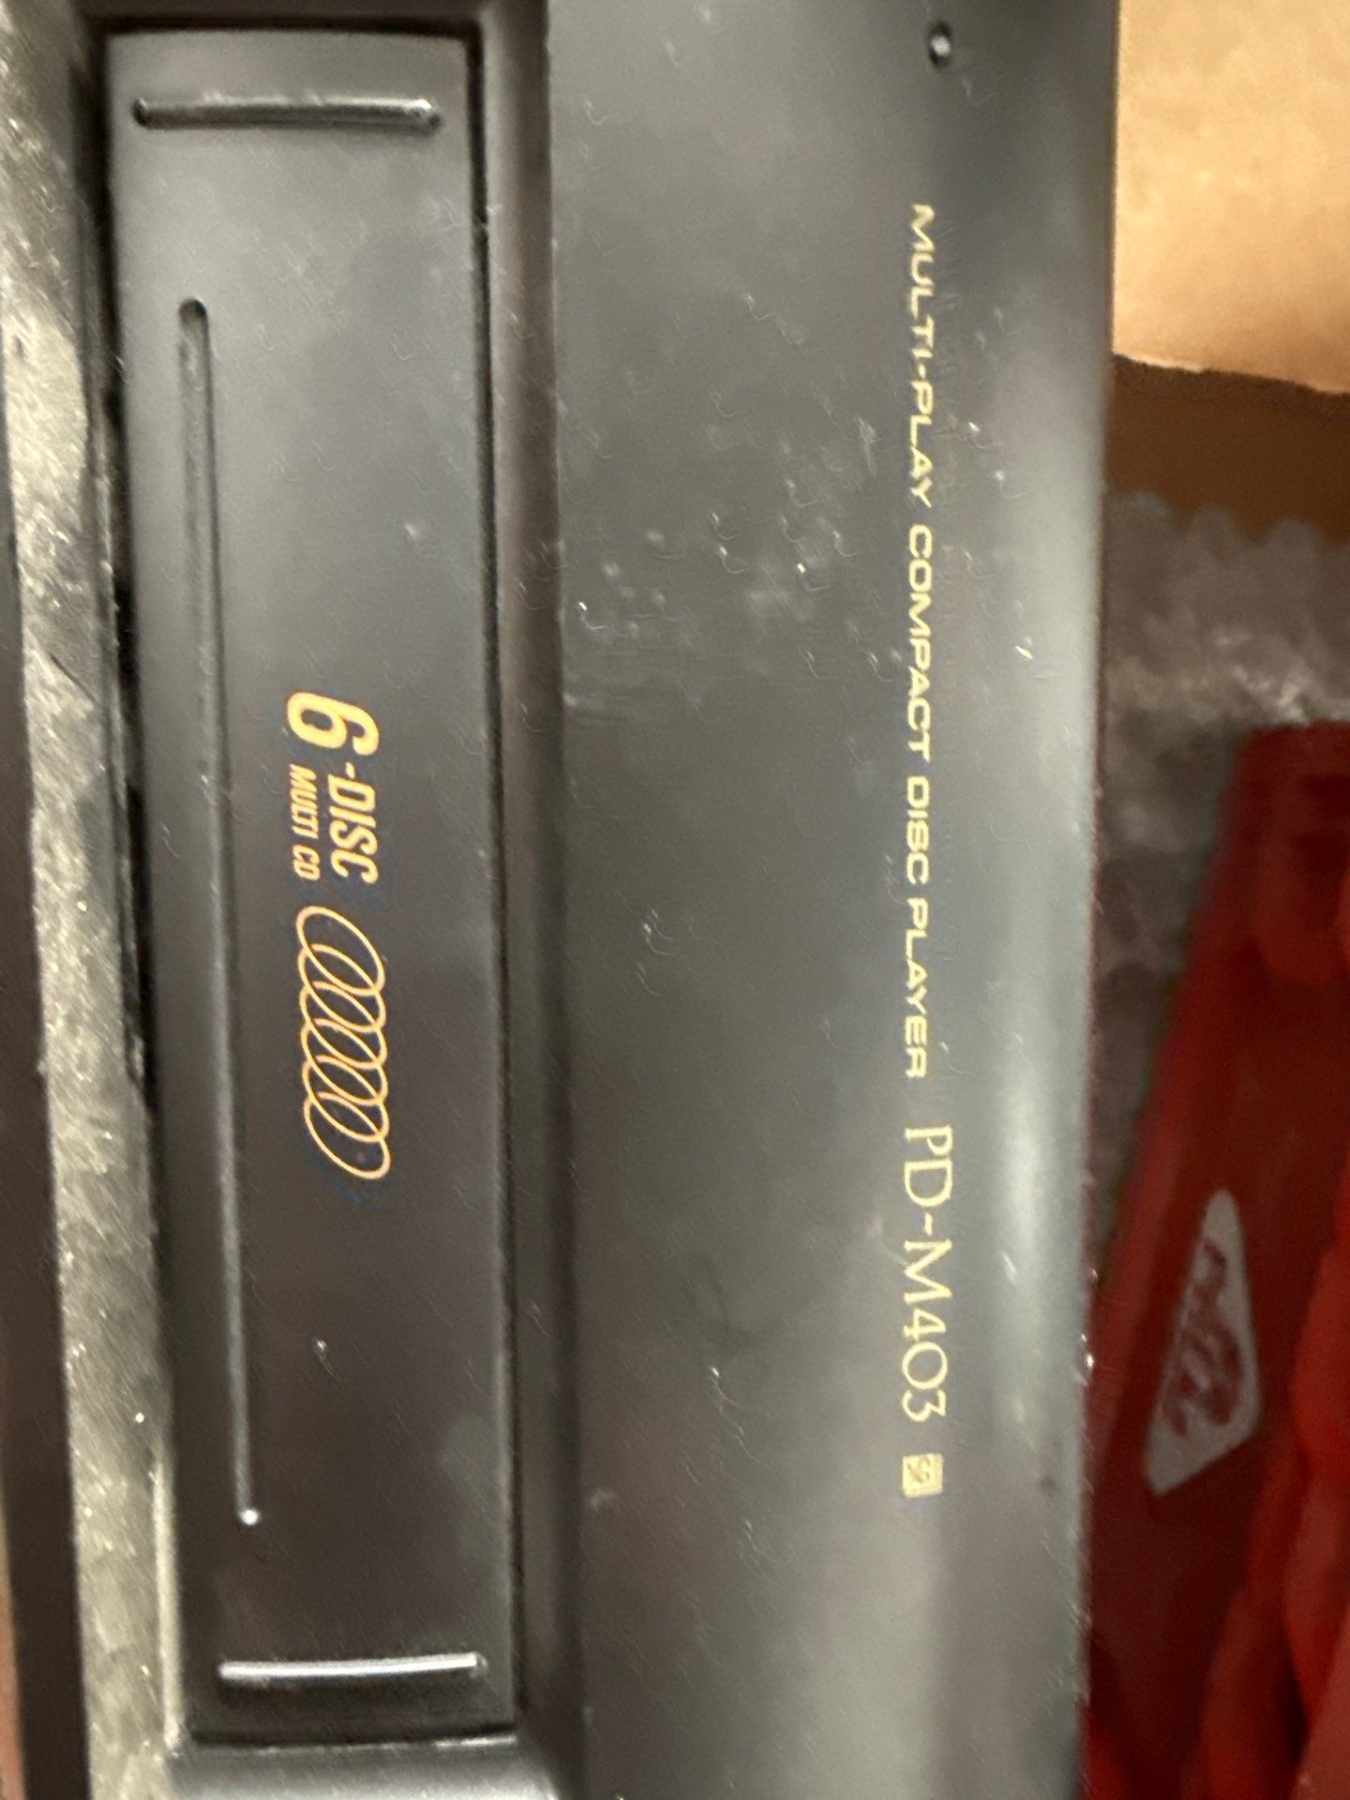 MULTI-PLAY COMPACT DISC PLAYER PD-M403
6-DISC
MULTI CD